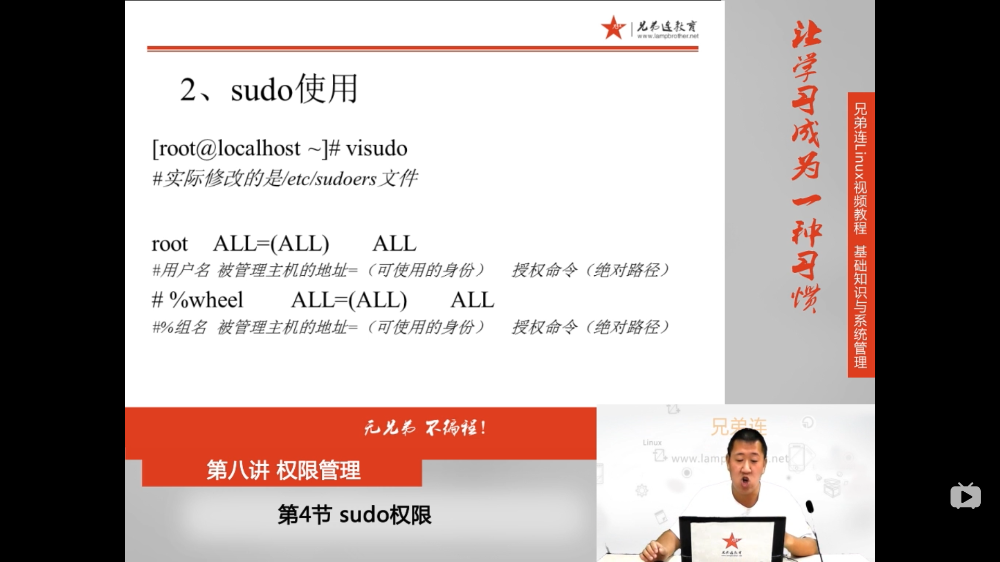 兄弟连教育
www.lampbrother.net
2、sudo使用
[root@localhost ~]# visudo
#实际修改的是/etc/sudoers文件
root ALL=(ALL) ALL
#用户名 被管理主机的地址=（可使用的身份） 授权命令（绝对路径）
# %wheel ALL=(ALL) ALL
#%组名 被管理主机的地址=（可使用的身份） 授权命令（绝对路径）
让学习成为一种习惯
兄弟连Linux视频教程 基础知识与系统管理
无兄弟 不编程！
第八讲 权限管理
第4节 sudo权限
兄弟连
Linux
www.lamp r.net
兄弟连教育